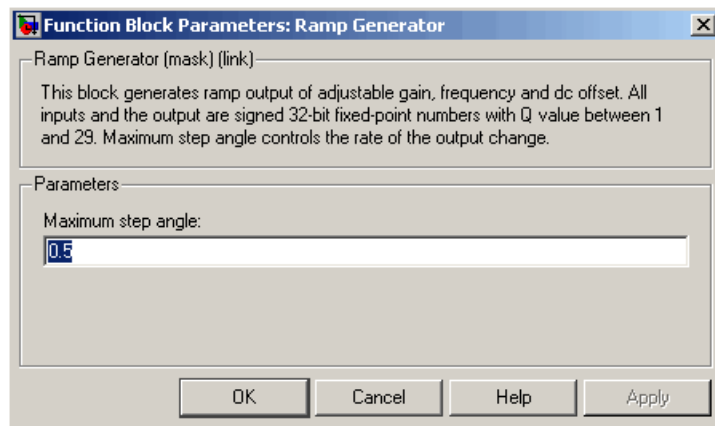 Function Block Parameters: Ramp Generator
Ramp Generator (mask) (link)
This block generates ramp output of adjustable gain, frequency and dc offset. All
inputs and the output are signed 32-bit fixed-point numbers with Q value between 1
and 29. Maximum step angle controls the rate of the output change.
Parameters
Maximum step angle:
0.5
OK Cancel Help Apply